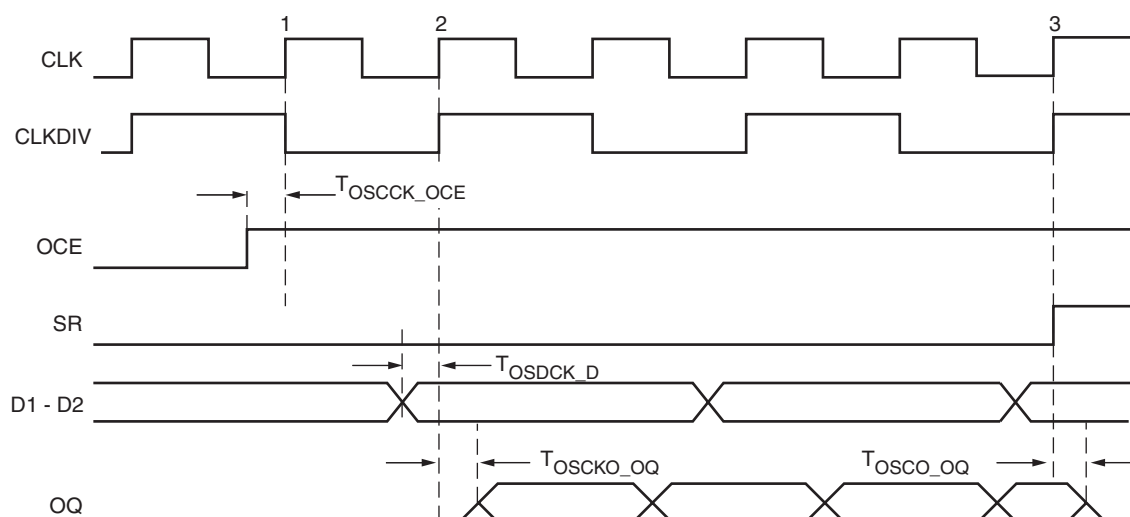 1 2 3
CLK
CLKDIV
TOSCCK_OCE
OCE
SR
TOSDCK_D
D1 - D2
TOSCKO_OQ TOSCO_OQ
OQ